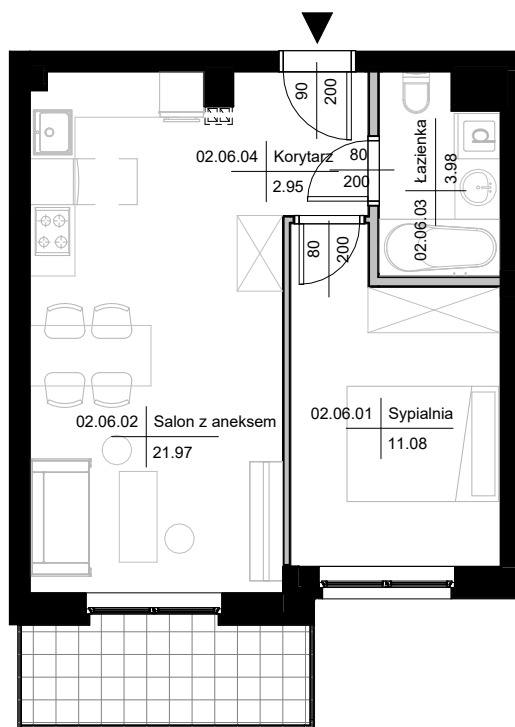 90
200
02.06.04 Korytarz
2.95
80
200
02.06.03 Łazienka
3.98
d
80
200
02.06.02 Salon z aneksem
21.97
02.06.01 Sypialnia
11.08